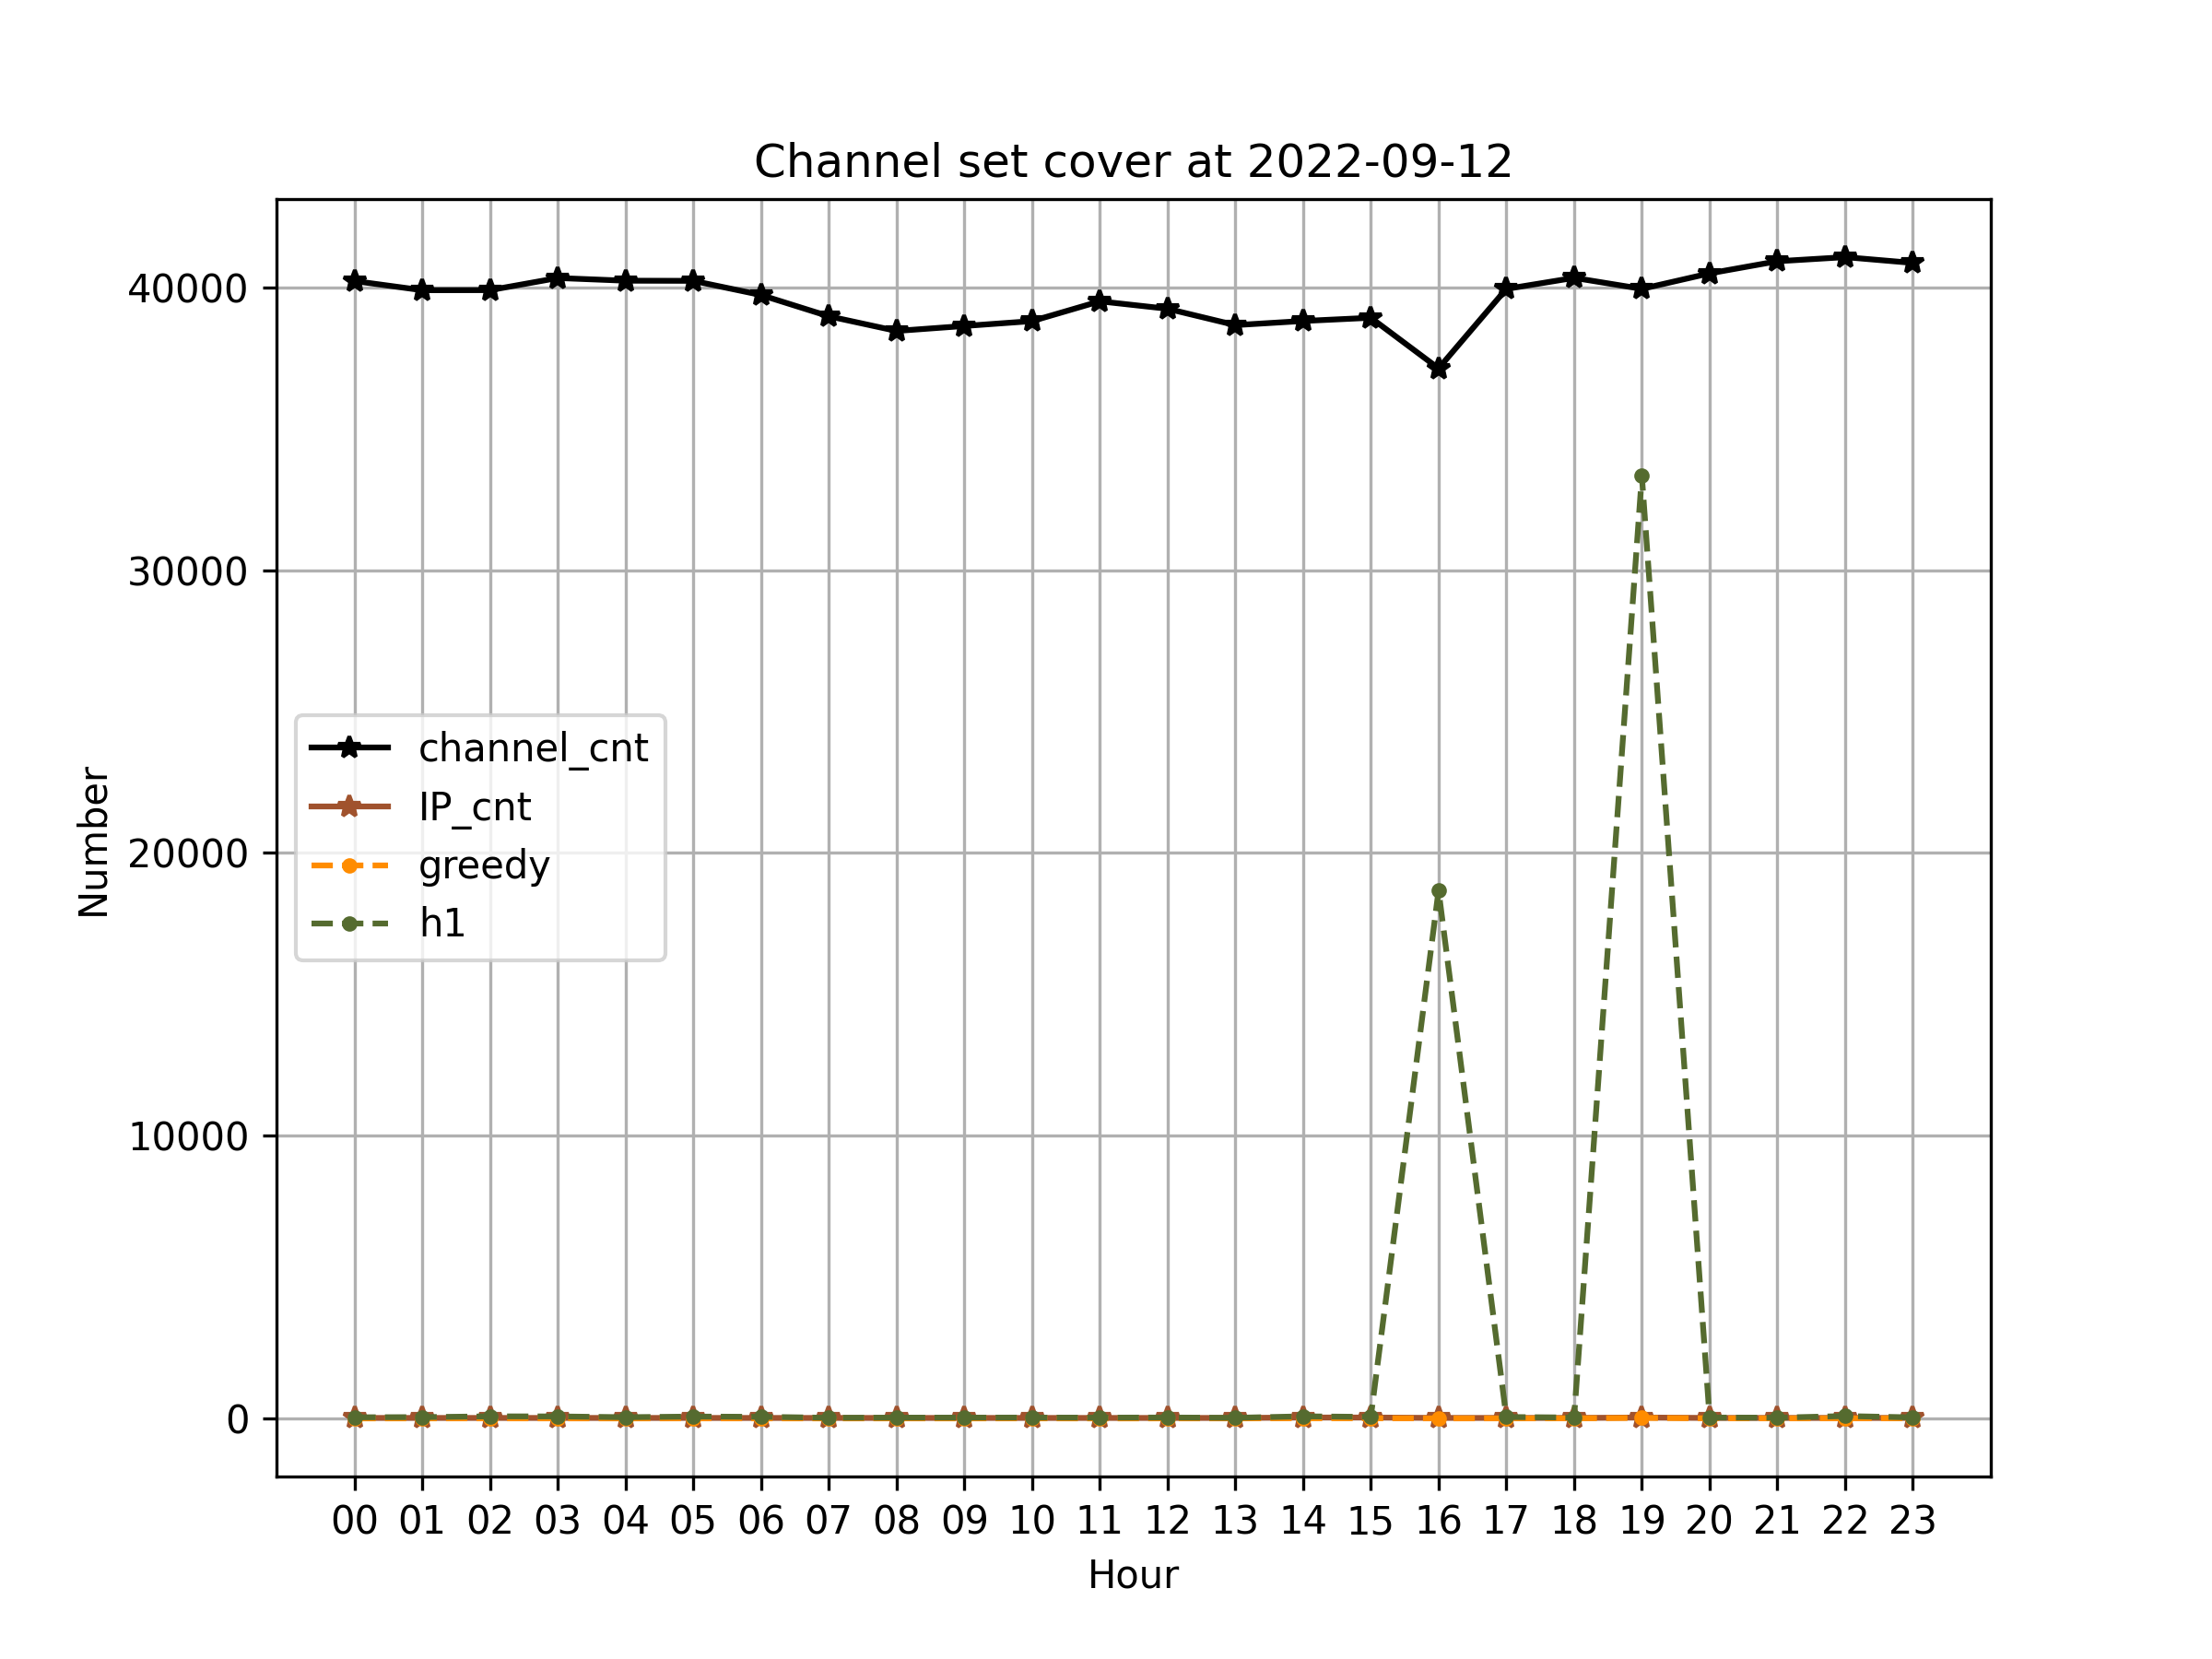 Channel set cover at 2022-09-12
40000
30000
20000
10000
0
Number
channel_cnt
IP_cnt
greedy
h1
00 01 02 03 04 05 06 07 08 09 10 11 12 13 14 15 16 17 18 19 20 21 22 23
Hour